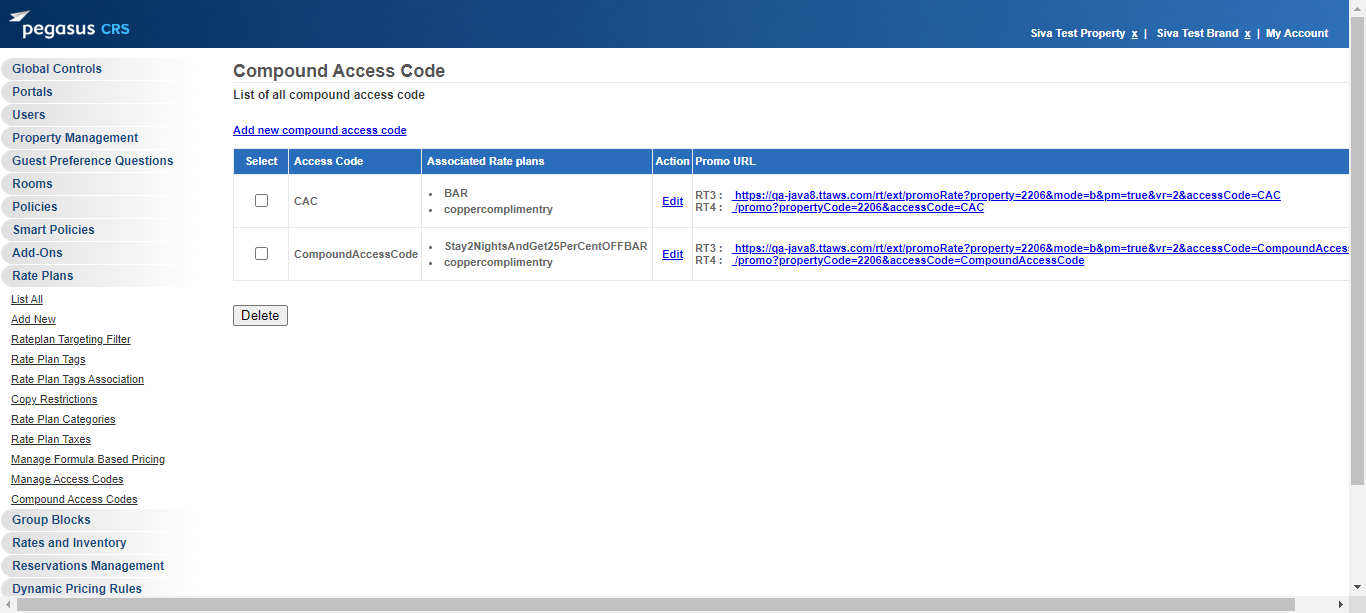 pegasus CRS
Siva Test Property x | Siva Test Brand x | My Account
Global Controls
Portals
Users
Property Management
Guest Preference Questions
Rooms
Policies
Smart Policies
Add-Ons
Rate Plans
List All
Add New
Rateplan Targeting Filter
Rate Plan Tags
Rate Plan Tags Association
Copy Restrictions
Rate Plan Categories
Rate Plan Taxes
Manage Formula Based Pricing
Manage Access Codes
Compound Access Codes
Group Blocks
Rates and Inventory
Reservations Management
Dynamic Pricing Rules
Compound Access Code
List of all compound access code
Add new compound access code
Select Access Code Associated Rate plans Action Promo URL
CAC
• BAR
• coppercomplimentry
Edit
RT3 : https://qa-java8.ttaws.com/rt/ext/promoRate?property=2206&mode=b&pm=true&vr=2&accessCode=CAC
RT4 : /promo?propertyCode=2206&accessCode=CAC
CompoundAccessCode
• Stay2NightsAndGet25PerCentOFFBAR
• coppercomplimentry
Edit
RT3 : https://qa-java8.ttaws.com/rt/ext/promoRate?property=2206&mode=b&pm=true&vr=2&accessCode=CompoundAcces
RT4 : /promo?propertyCode=2206&accessCode=CompoundAccessCode
Delete